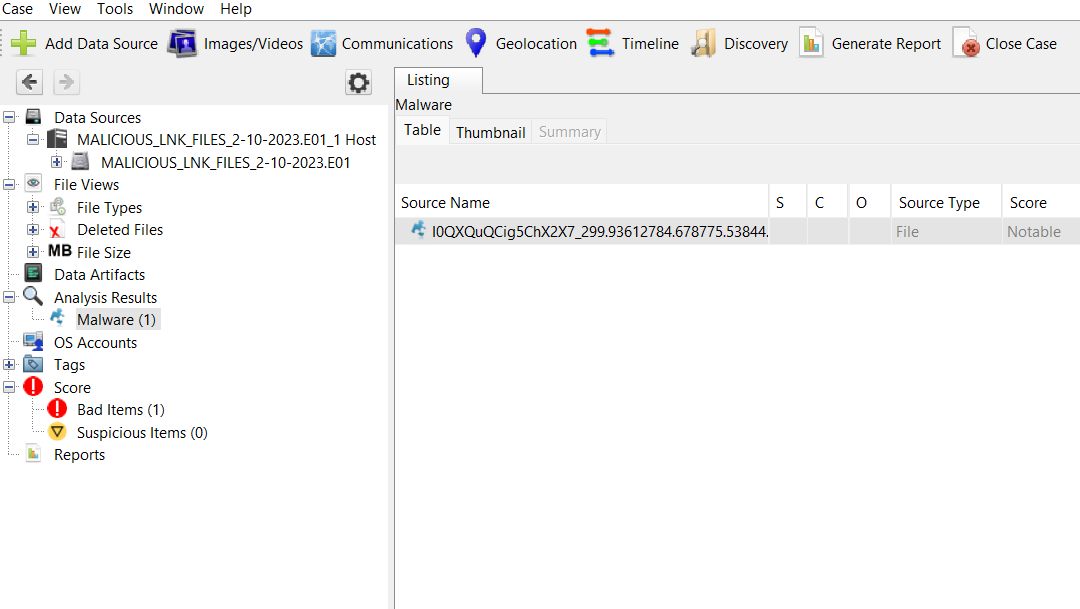 Case View Tools Window Help
Add Data Source Images/Videos Communications Geolocation Timeline Discovery Generate Report Close Case
Listing
Malware
Table Thumbnail Summary
Data Sources
MALICIOUS_LNK_FILES_2-10-2023.E01_1 Host
MALICIOUS_LNK_FILES_2-10-2023.E01
File Views
File Types
Deleted Files
MB File Size
Data Artifacts
Analysis Results
Malware (1)
OS Accounts
Tags
Score
Bad Items (1)
Suspicious Items (0)
Reports
Source Name S C O Source Type Score
I0QXQuQCig5ChX2X7_299.93612784.678775.53844. File Notable